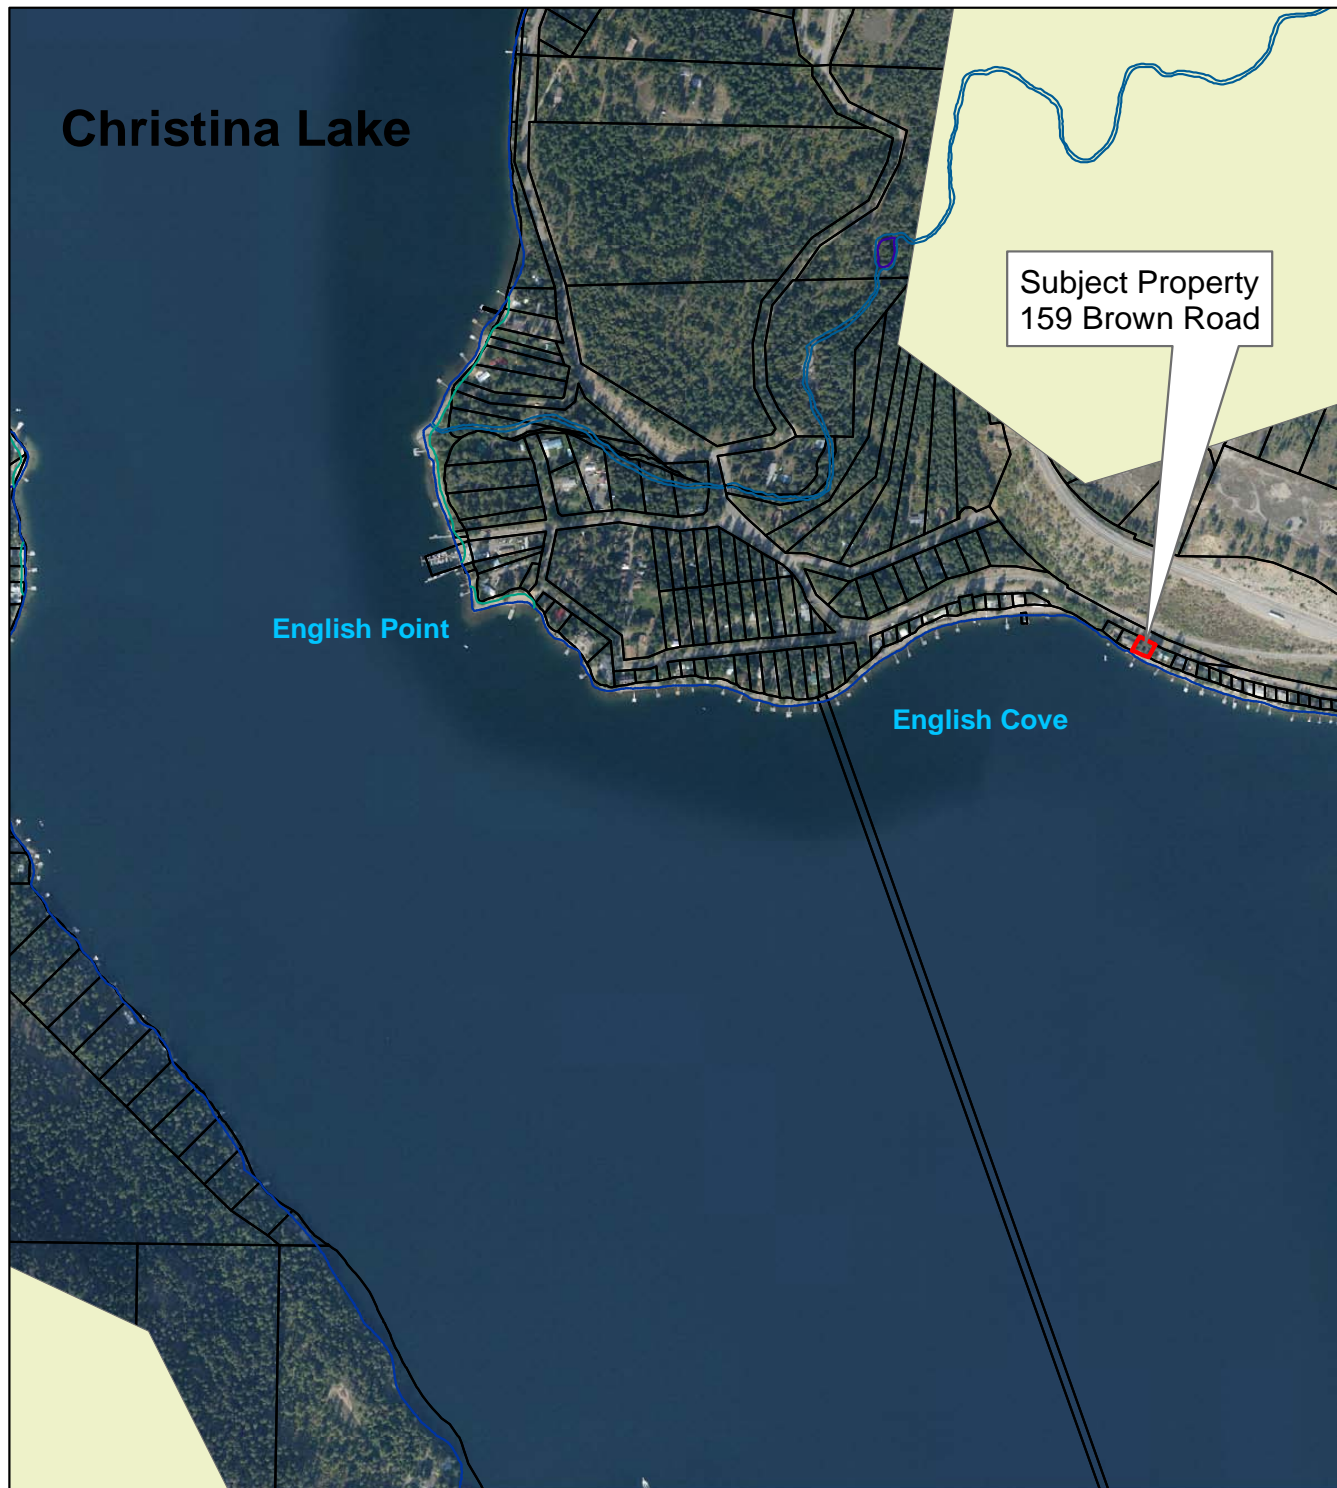 Christina Lake
Subject Property
159 Brown Road
English Point
English Cove